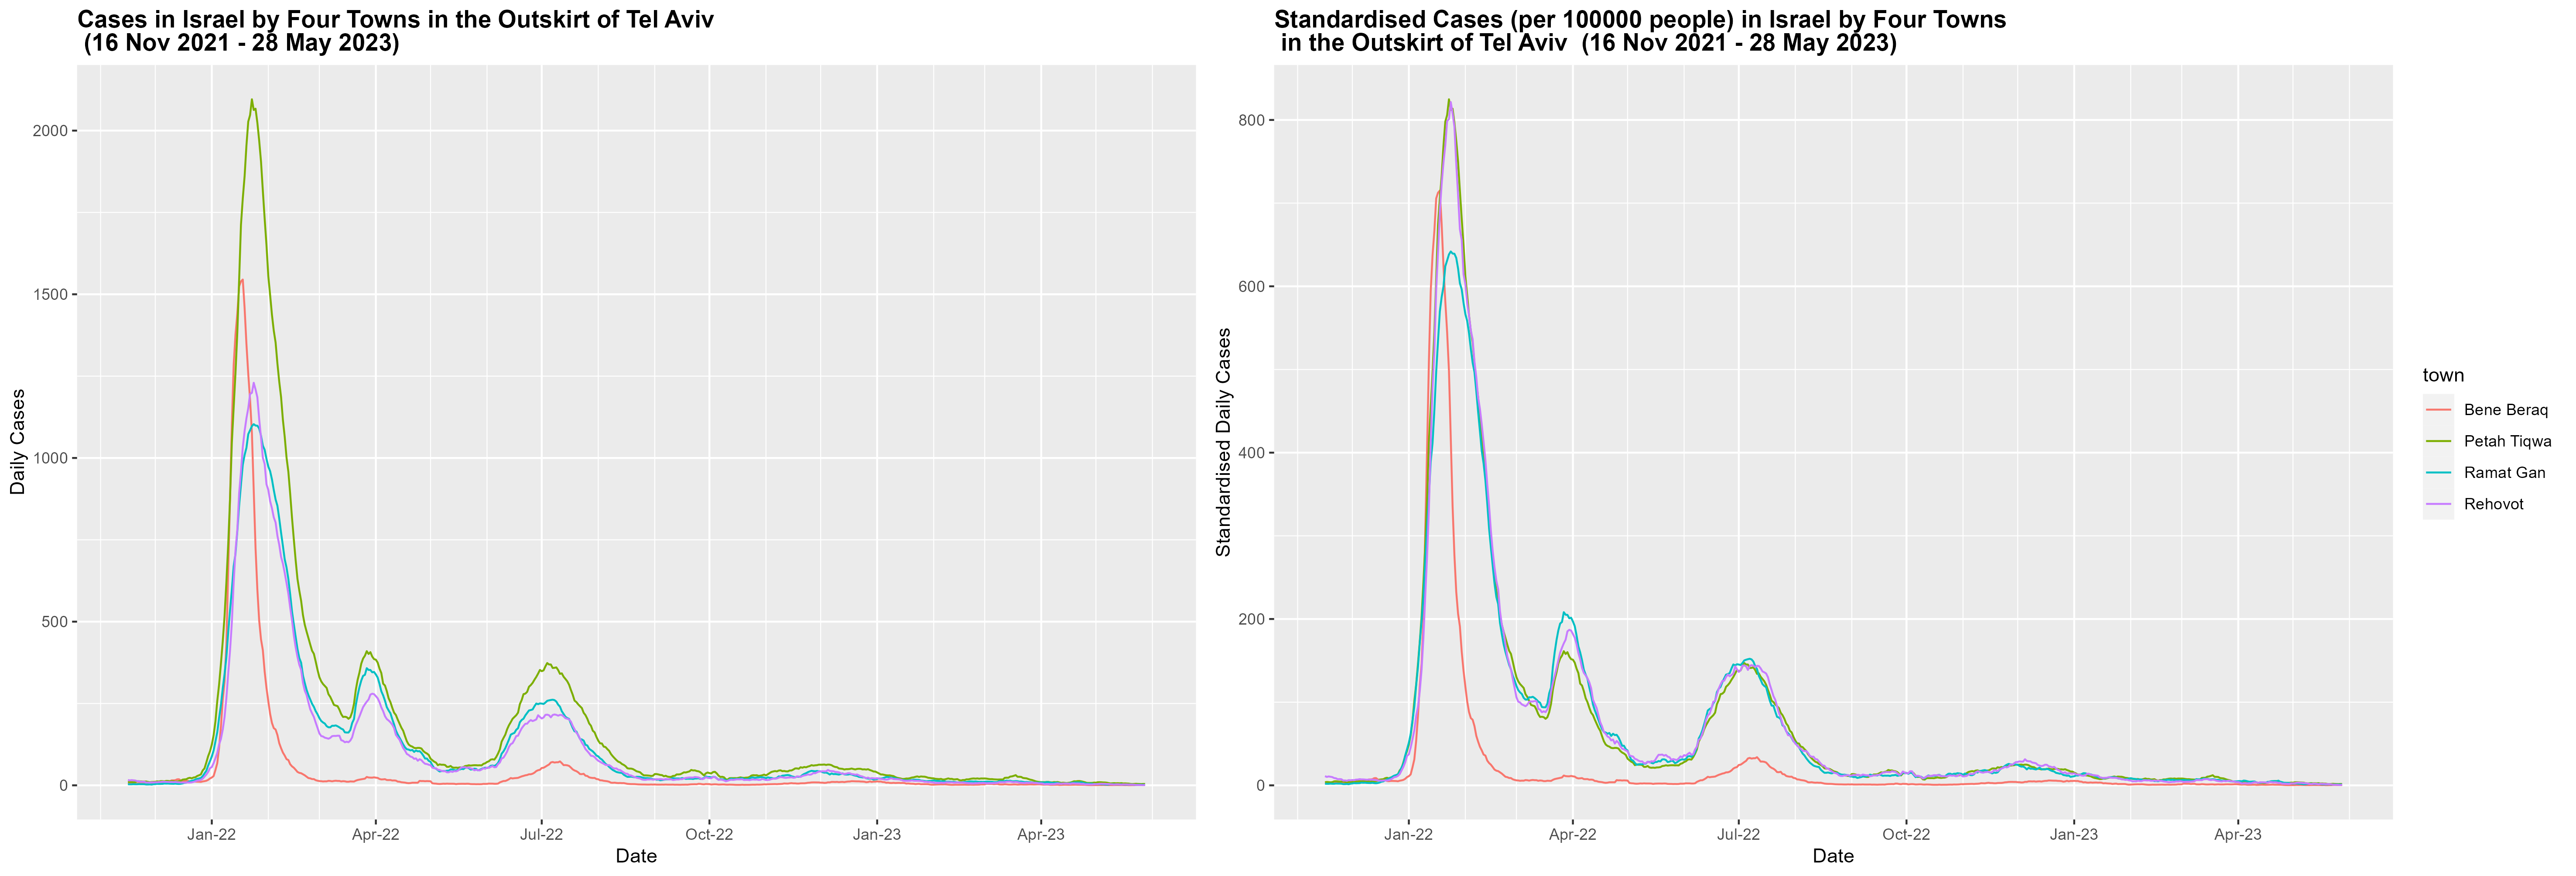 Cases in Israel by Four Towns in the Outskirt of Tel Aviv
(16 Nov 2021 - 28 May 2023)
Daily Cases
2000
1500
1000
500
0
Jan-22 Apr-22 Jul-22 Oct-22 Jan-23 Apr-23
Date
Standardised Cases (per 100000 people) in Israel by Four Towns
in the Outskirt of Tel Aviv (16 Nov 2021 - 28 May 2023)
Standardised Daily Cases
800
600
400
200
0
Jan-22 Apr-22 Jul-22 Oct-22 Jan-23 Apr-23
Date
town
Bene Beraq
Petah Tiqwa
Ramat Gan
Rehovot